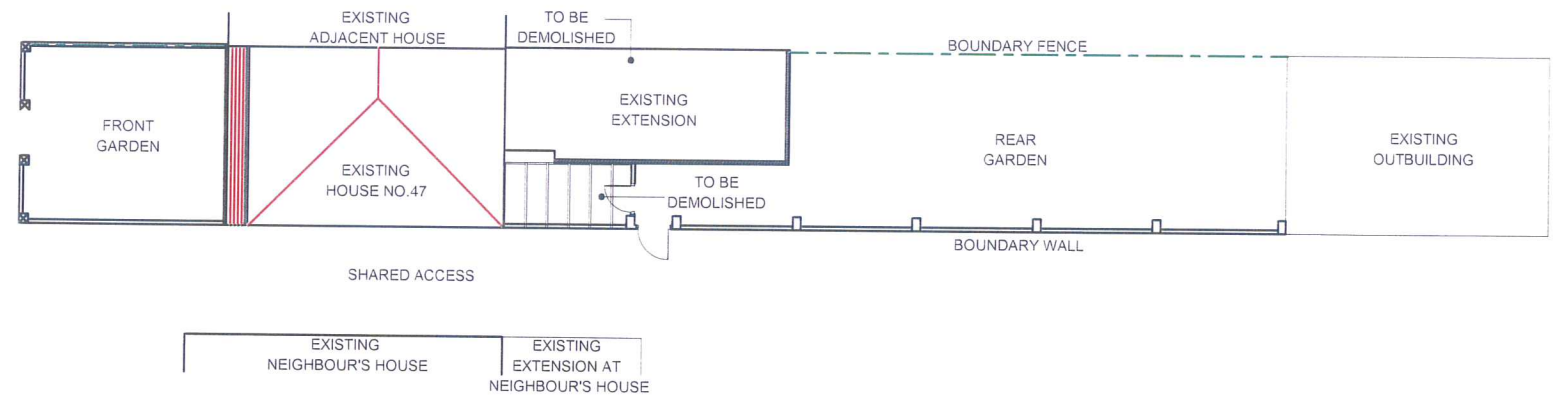 EXISTING
ADJACENT HOUSE
TO BE
DEMOLISHED
BOUNDARY FENCE
FRONT
GARDEN
EXISTING
HOUSE NO.47
EXISTING
EXTENSION
TO BE
DEMOLISHED
REAR
GARDEN
EXISTING
OUTBUILDING
BOUNDARY WALL
SHARED ACCESS
EXISTING
NEIGHBOUR'S HOUSE
EXISTING
EXTENSION AT
NEIGHBOUR'S HOUSE